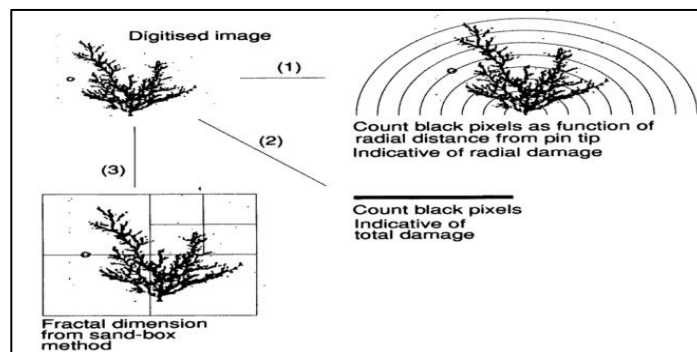 Digitised image
(1)
Count black pixels as function of
radial distance from pin tip
Indicative of radial damage
(2)
(3)
Count black pixels
Indicative of
total damage
Fractal dimension
from sand-box
method